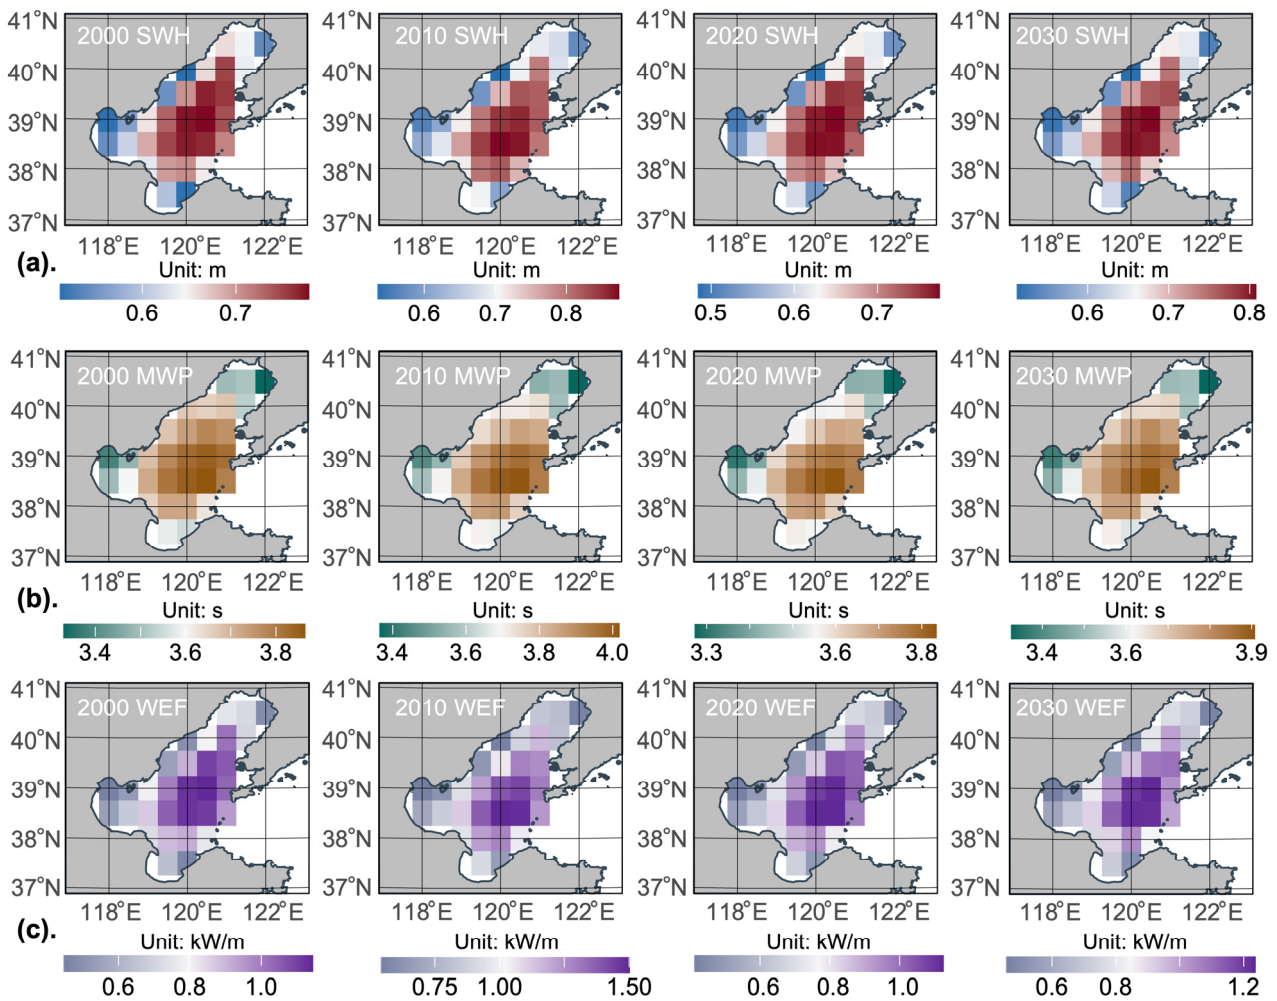 41°N 41°N 41°N 41°N
2000 SWH 2010 SWH 2020 SWH 2030 SWH
40°N 40°N 40°N 40°N
39°N 39°N 39°N 39°N
38°N 38°N 38°N 38°N
37°N 37°N 37°N 37°N
118°E 120°E 122°E 118°E 120°E 122°E 118°E 120°E 122°E 118°E 120°E 122°E
(a). Unit: m Unit: m Unit: m Unit: m
0.6 0.7 0.6 0.7 0.8 0.5 0.6 0.7 0.6 0.7 0.8
41°N 41°N 41°N 41°N
2000 MWP 2010 MWP 2020 MWP 2030 MWP
40°N 40°N 40°N 40°N
39°N 39°N 39°N 39°N
38°N 38°N 38°N 38°N
37°N 37°N 37°N 37°N
118°E 120°E 122°E 118°E 120°E 122°E 118°E 120°E 122°E 118°E 120°E 122°E
(b). Unit: s Unit: s Unit: s Unit: s
3.4 3.6 3.8 3.4 3.6 3.8 4.0 3.3 3.6 3.8 3.4 3.6 3.9
41°N 41°N 41°N 41°N
2000 WEF 2010 WEF 2020 WEF 2030 WEF
40°N 40°N 40°N 40°N
39°N 39°N 39°N 39°N
38°N 38°N 38°N 38°N
37°N 37°N 37°N 37°N
118°E 120°E 122°E 118°E 120°E 122°E 118°E 120°E 122°E 118°E 120°E 122°E
(c). Unit: kW/m Unit: kW/m Unit: kW/m Unit: kW/m
0.6 0.8 1.0 0.75 1.00 1.50 0.6 0.8 1.0 0.6 0.8 1.2